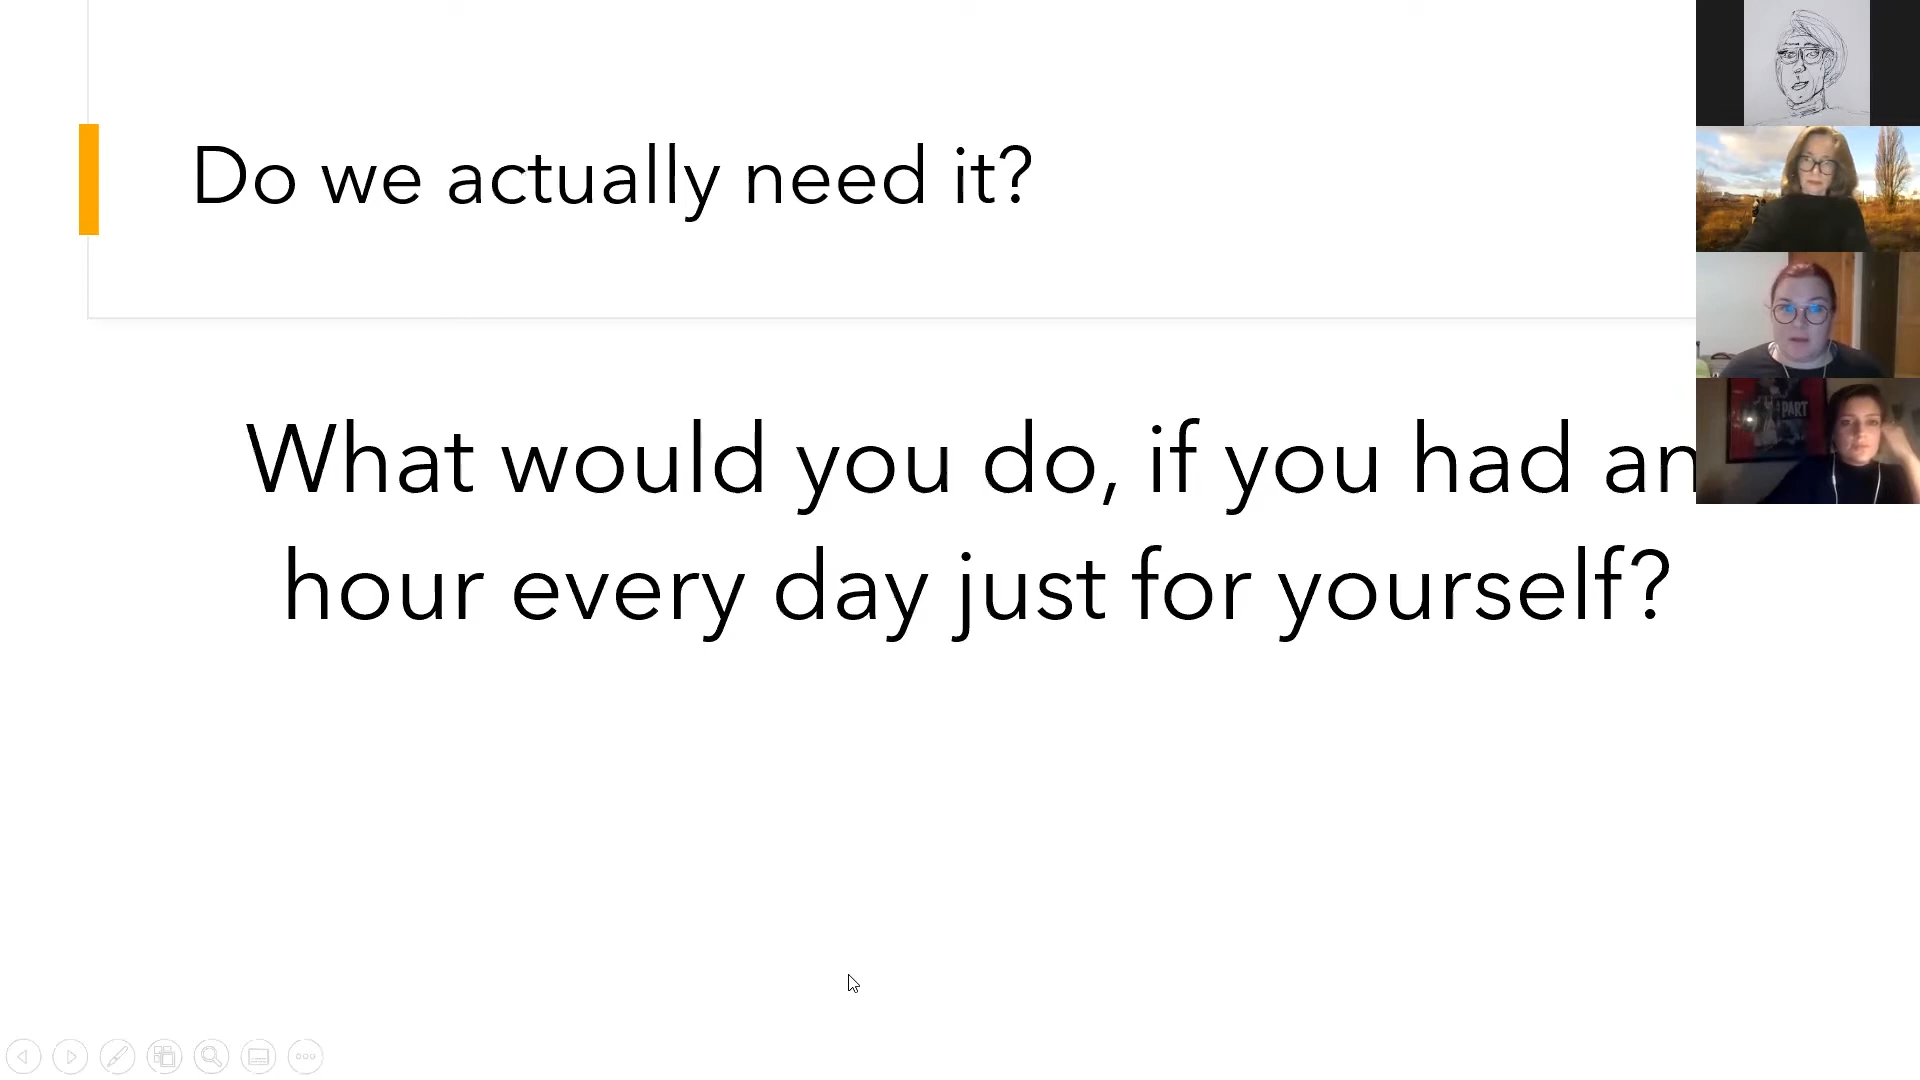 Do we actually need it?
What would you do, if you had an
hour every day just for yourself?
PART